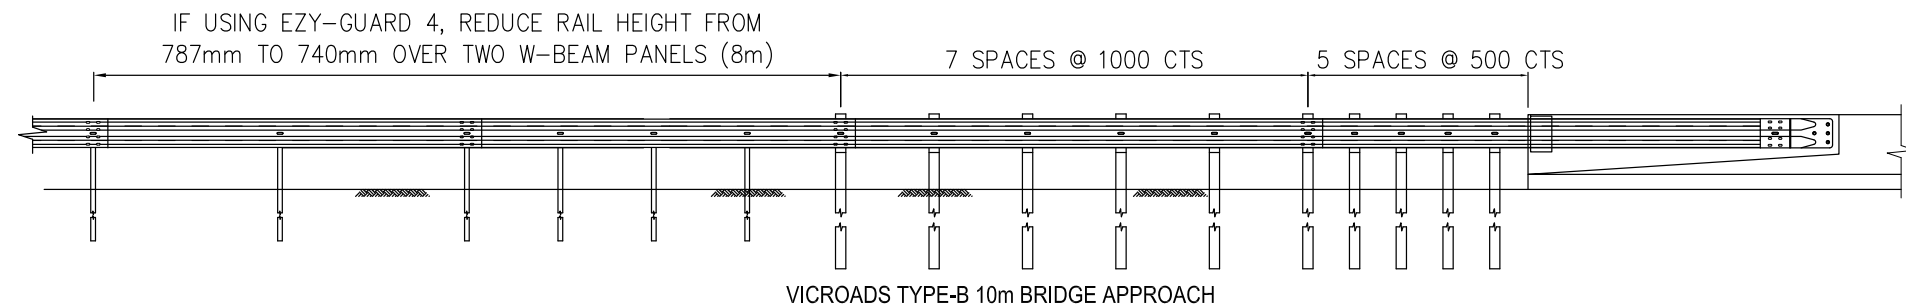 IF USING EZY-GUARD 4, REDUCE RAIL HEIGHT FROM
787mm TO 740mm OVER TWO W-BEAM PANELS (8m)
7 SPACES @ 1000 CTS
5 SPACES @ 500 CTS
VICROADS TYPE-B 10m BRIDGE APPROACH